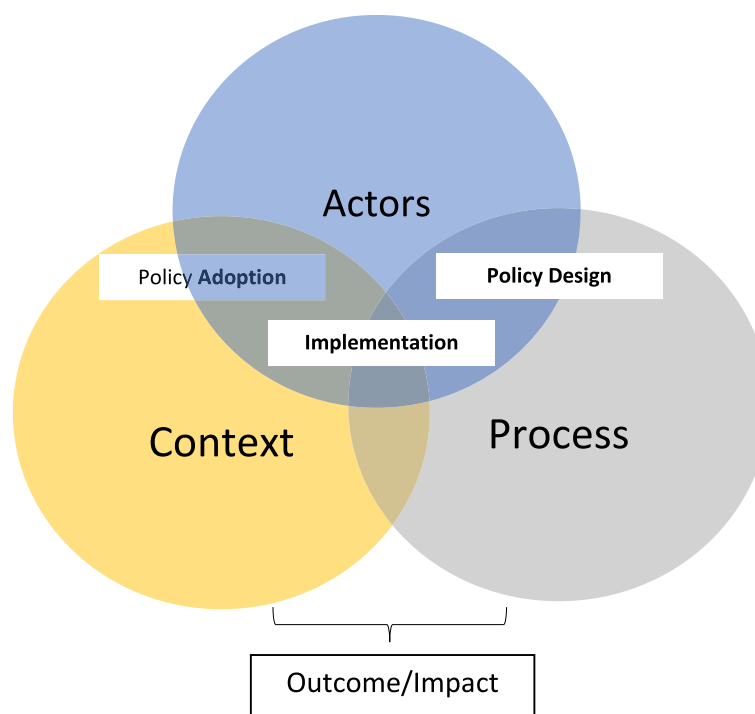 Actors
Policy Adoption
Policy Design
Implementation
Context
Process
Outcome/Impact